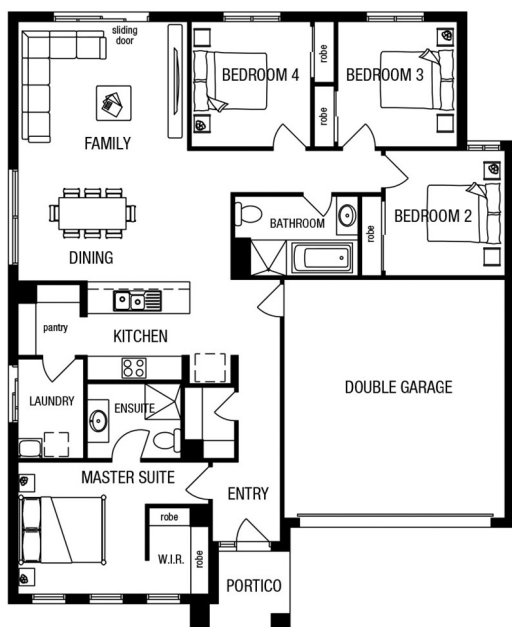 sliding
door
robe
BEDROOM 4
BEDROOM 3
robe
FAMILY
BEDROOM 2
BATHROOM
robe
DINING
pantry
KITCHEN
DOUBLE GARAGE
LAUNDRY
ENSUITE
MASTER SUITE
ENTRY
robe
W.I.R.
robe
PORTICO